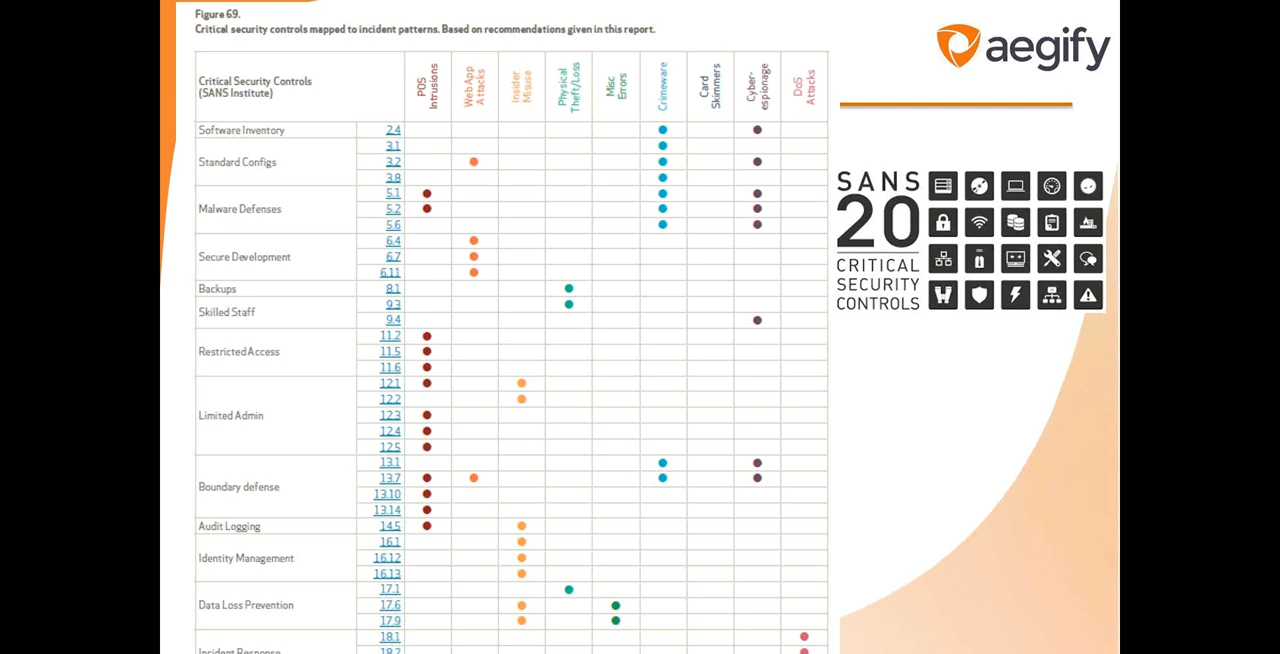 Figure 69.
Critical security controls mapped to incident patterns. Based on recommendations given in this report.
aegify
Critical Security Controls
(SANS Institute)
POS
Intrusions
Web App
Attacks
Insider
Misuse
Physical
Theft/Loss
Misc
Errors
Crimeware
Card
Skimmers
Cyber-
espionage
DoS
Attacks
Software Inventory
2.4
Standard Configs
3.1
3.2
3.8
Malware Defenses
5.1
5.2
5.6
Secure Development
6.4
6.7
6.11
Backups
8.1
Skilled Staff
9.3
9.4
Restricted Access
11.2
11.5
11.6
Limited Admin
12.1
12.2
12.3
12.4
12.5
Boundary defense
13.1
13.7
13.10
13.14
Audit Logging
14.5
Identity Management
16.1
16.12
16.13
Data Loss Prevention
17.1
17.6
17.9
Incident Response
18.1
18.2
SANS
20
CRITICAL
SECURITY
CONTROLS